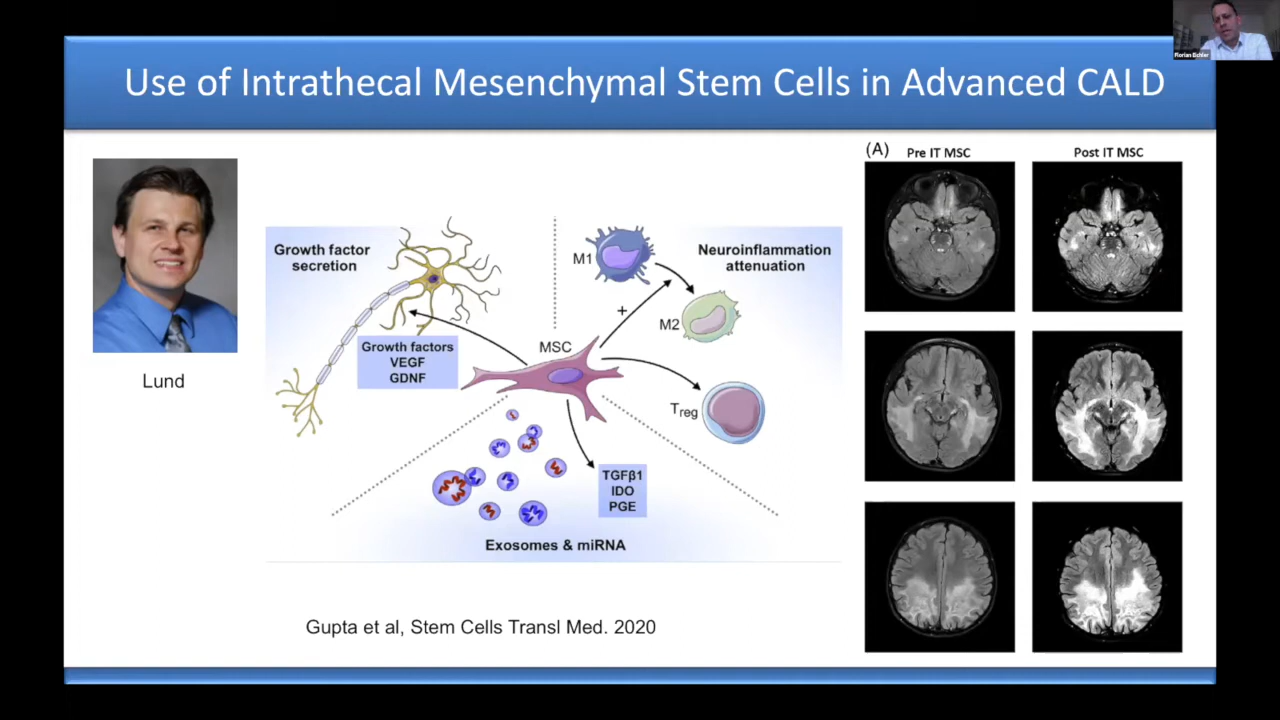 Use of Intrathecal Mesenchymal Stem Cells in Advanced CALD
Florian Eichler
Lund
Growth factor
secretion
Growth factors
VEGF
GDNF
M1
M2
+
Neuroinflammation
attenuation
MSC
Treg
TGFβ1
IDO
PGE
Exosomes & miRNA
Gupta et al, Stem Cells Transl Med. 2020
(A)
Pre IT MSC
Post IT MSC